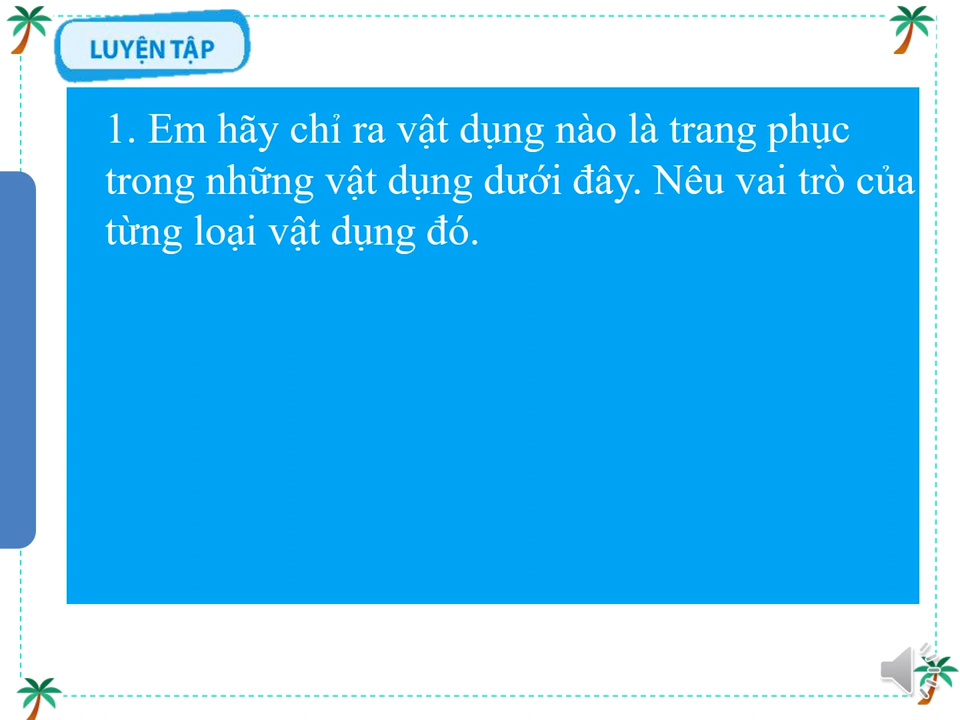 LUYỆN TẬP
1. Em hãy chỉ ra vật dụng nào là trang phục
trong những vật dụng dưới đây. Nêu vai trò của
từng loại vật dụng đó.